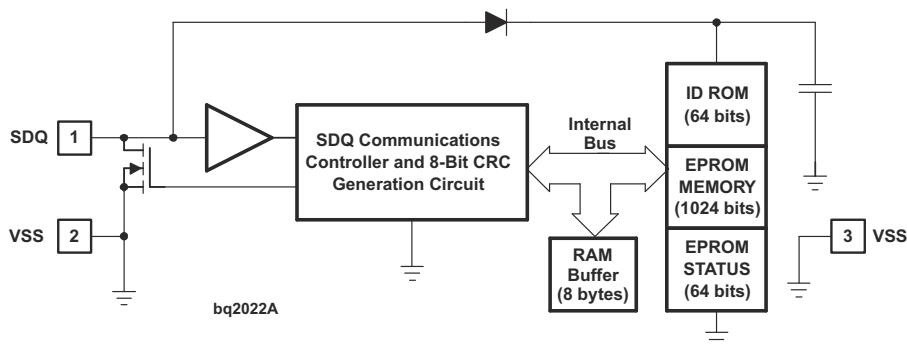 ID ROM
(64 bits)
SDQ
1
SDQ Communications
Controller and 8-Bit CRC
Generation Circuit
Internal
Bus
EPROM
MEMORY
(1024 bits)
VSS
2
RAM
Buffer
(8 bytes)
EPROM
STATUS
(64 bits)
3
VSS
bq2022A